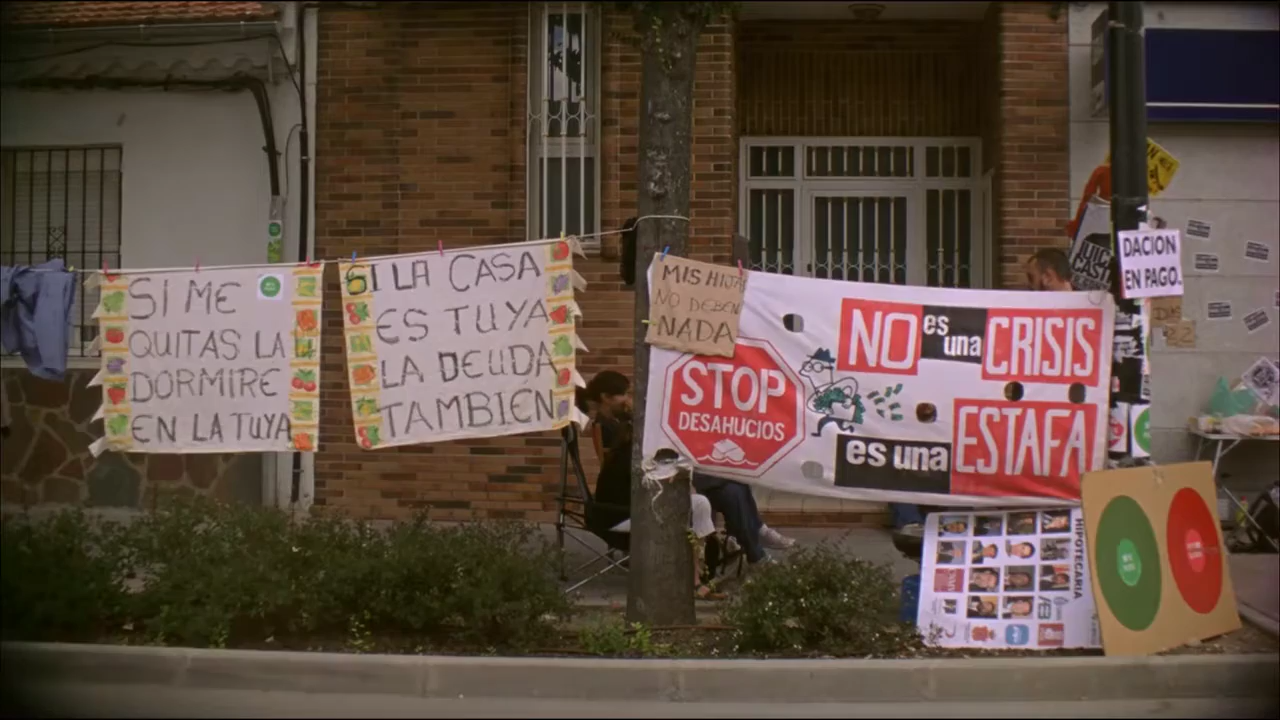 SI ME
QUITAS LA
DORMIRE
EN LA TUYA
SI LA CASA
ES TUYA
LA DEUDA
TAMBIEN
MIS HIJAS
NO DEBEN
NADA
STOP
DESAHUCIOS
NO es una CRISIS
es una ESTAFA
DACION
EN PAGO.
HIPOTECARIA